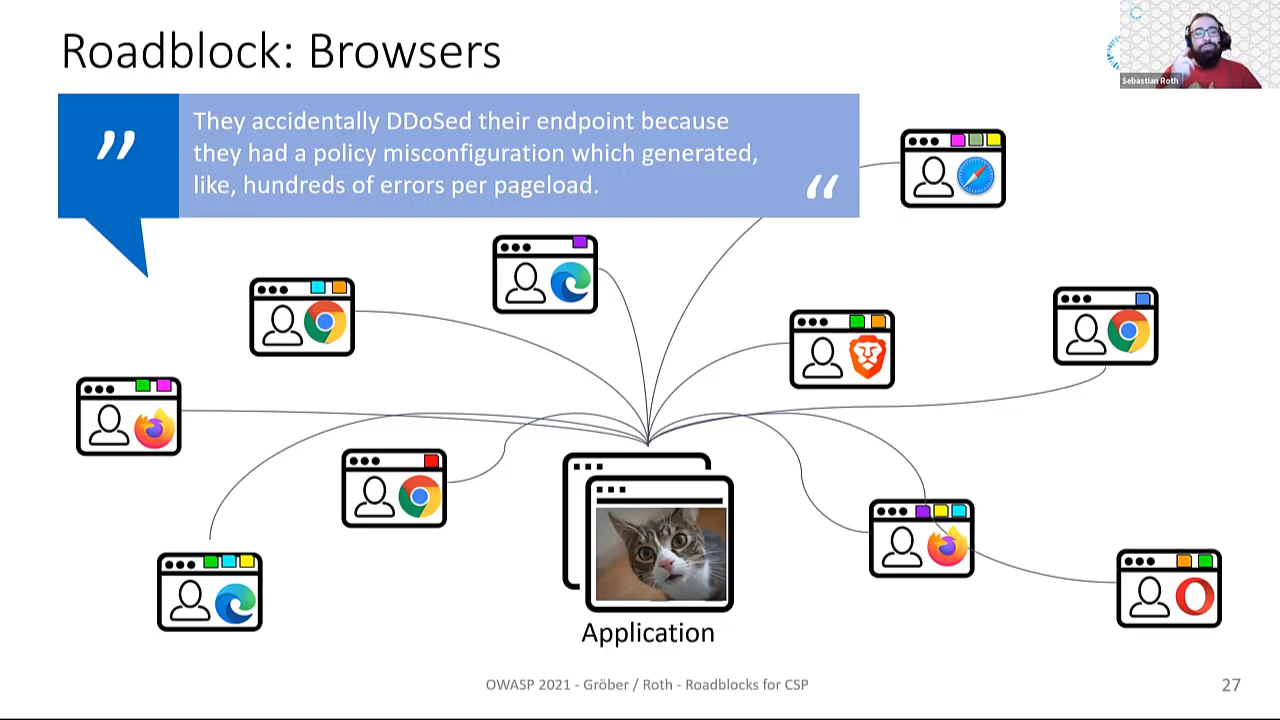 Roadblock: Browsers
Sebastian Roth
They accidentally DDoSed their endpoint because
they had a policy misconfiguration which generated,
like, hundreds of errors per pageload.
Application
OWASP 2021 - Gröber / Roth - Roadblocks for CSP
27